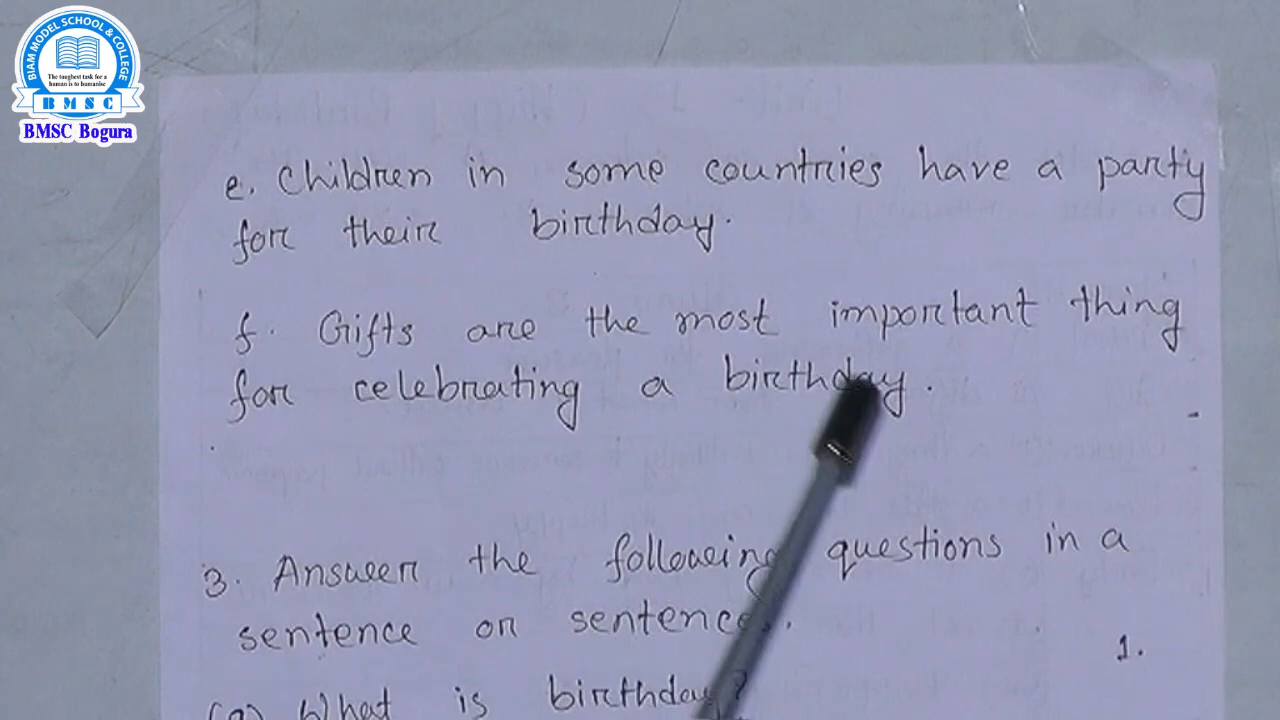 BIAM MODEL SCHOOL & COLLEGE
The toughest task for a
human is to humanise
B M S C
BMSC Bogura
e. Children in some countries have a party
for their birthday.
f. Gifts are the most important thing
for celebrating a birthday.
3. Answer the following questions in a
sentence or sentences.
1.
(a) What is birthday?